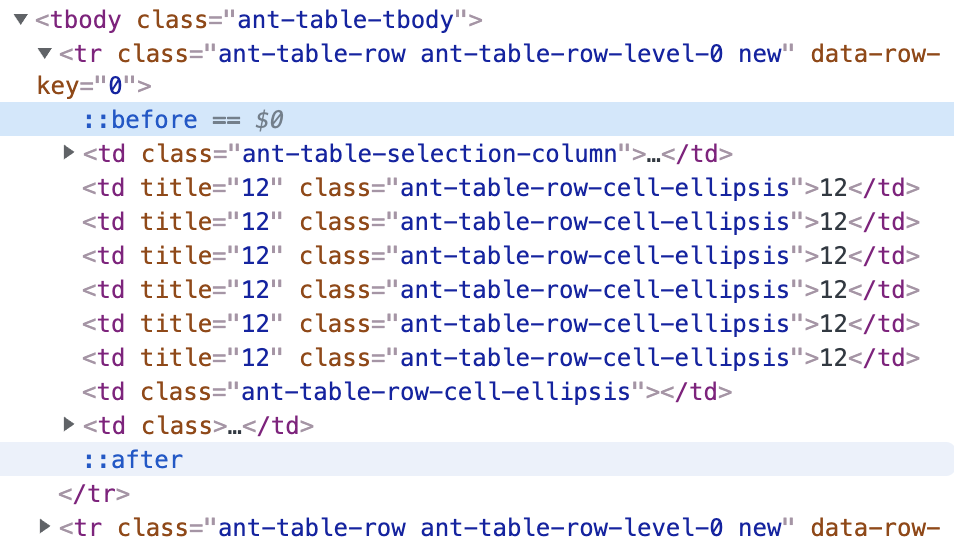 ▼<tbody class="ant-table-tbody">
▼<tr class="ant-table-row ant-table-row-level-0 new" data-row-
key="0">
::before == $0
▶<td class="ant-table-selection-column">…</td>
<td title="12" class="ant-table-row-cell-ellipsis">12</td>
<td title="12" class="ant-table-row-cell-ellipsis">12</td>
<td title="12" class="ant-table-row-cell-ellipsis">12</td>
<td title="12" class="ant-table-row-cell-ellipsis">12</td>
<td title="12" class="ant-table-row-cell-ellipsis">12</td>
<td title="12" class="ant-table-row-cell-ellipsis">12</td>
<td class="ant-table-row-cell-ellipsis"></td>
▶<td class>…</td>
::after
</tr>
▶<tr class="ant-table-row ant-table-row-level-0 new" data-row-